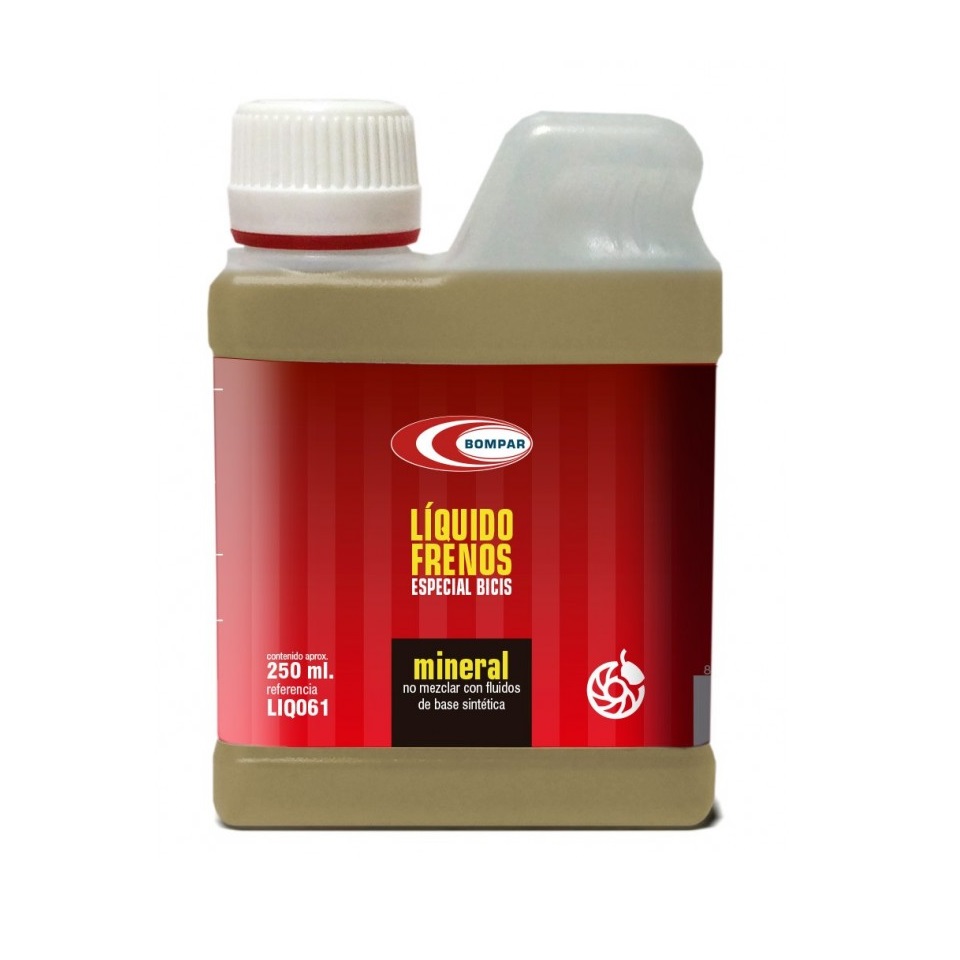 BOMPAR
LÍQUIDO
FRENOS
ESPECIAL BICIS
contenido aprox.
250 ml.
referencia
LIQ061
mineral
no mezclar con fluidos
de base sintética
8